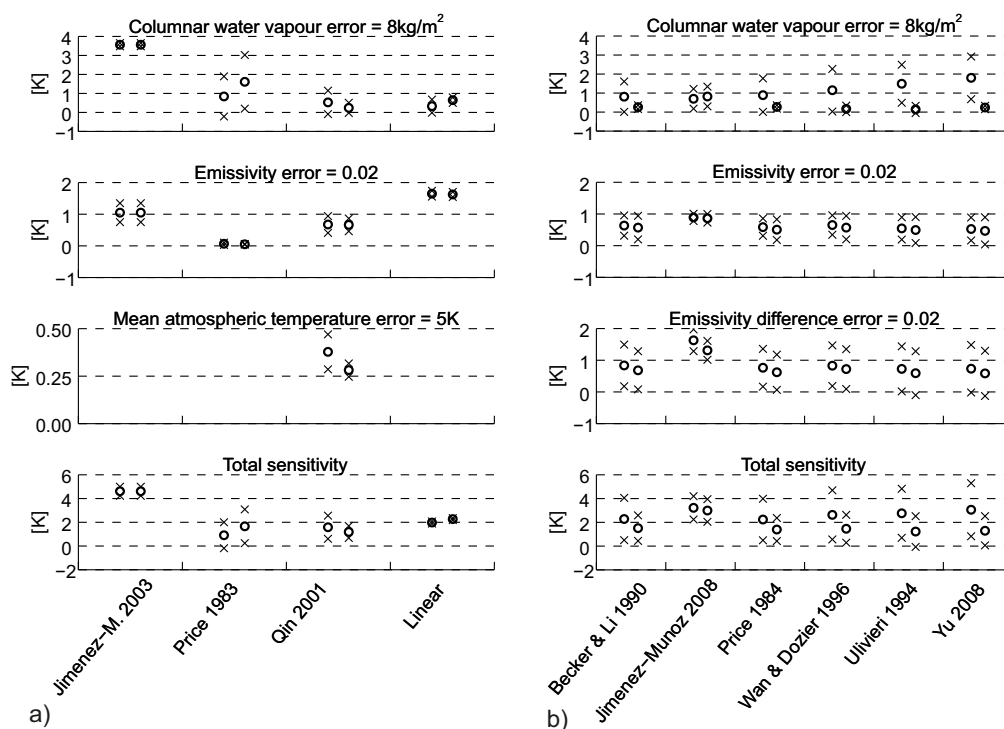 Columnar water vapour error = 8kg/m²
[K]
4
3
2
1
0
−1
Emissivity error = 0.02
[K]
2
1
0
−1
Mean atmospheric temperature error = 5K
[K]
0.50
0.25
0.00
Total sensitivity
[K]
6
4
2
0
−2
Jimenez−M. 2003
Price 1983
Qin 2001
Linear
a)
Columnar water vapour error = 8kg/m²
[K]
4
3
2
1
0
−1
Emissivity error = 0.02
[K]
2
1
0
−1
Emissivity difference error = 0.02
[K]
2
1
0
−1
Total sensitivity
[K]
6
4
2
0
−2
Becker & Li 1990
Jimenez−Munoz 2008
Price 1984
Wan & Dozier 1996
Ulivieri 1994
Yu 2008
b)